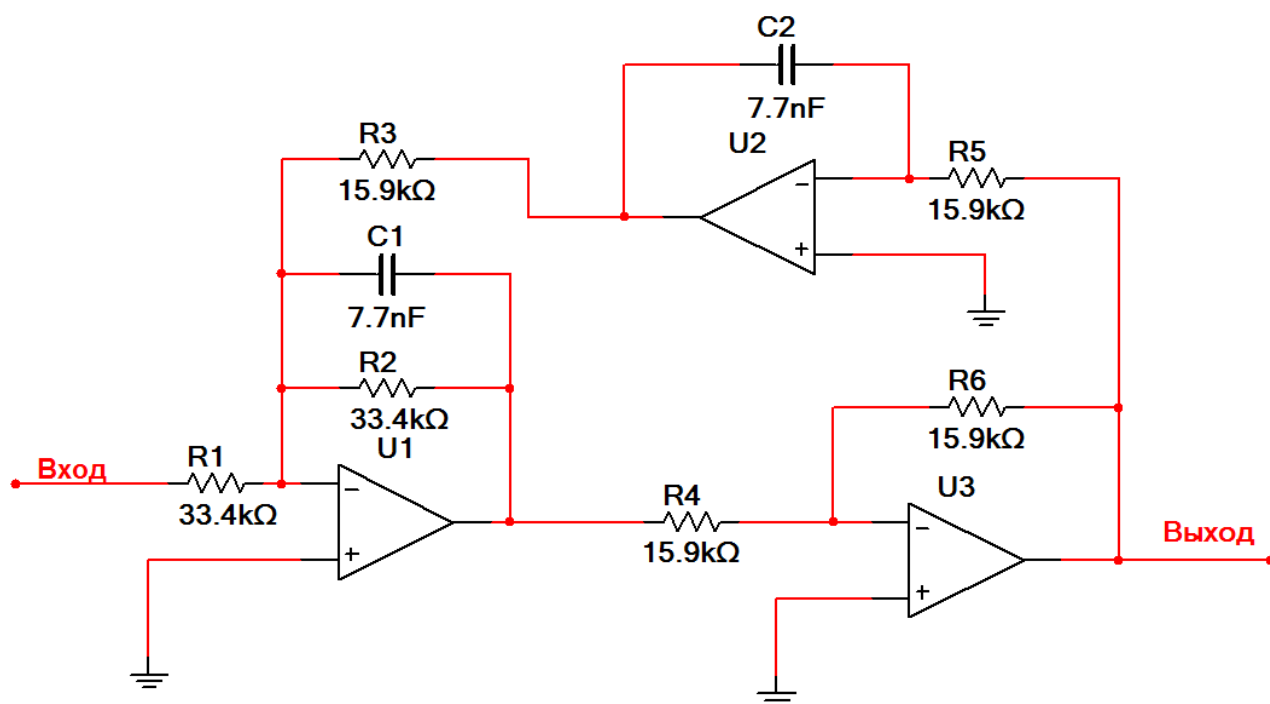 C2
7.7nF
U2
R3
15.9kΩ
R5
15.9kΩ
C1
7.7nF
R2
33.4kΩ
U1
R6
15.9kΩ
Вход
R1
33.4kΩ
R4
15.9kΩ
U3
Выход